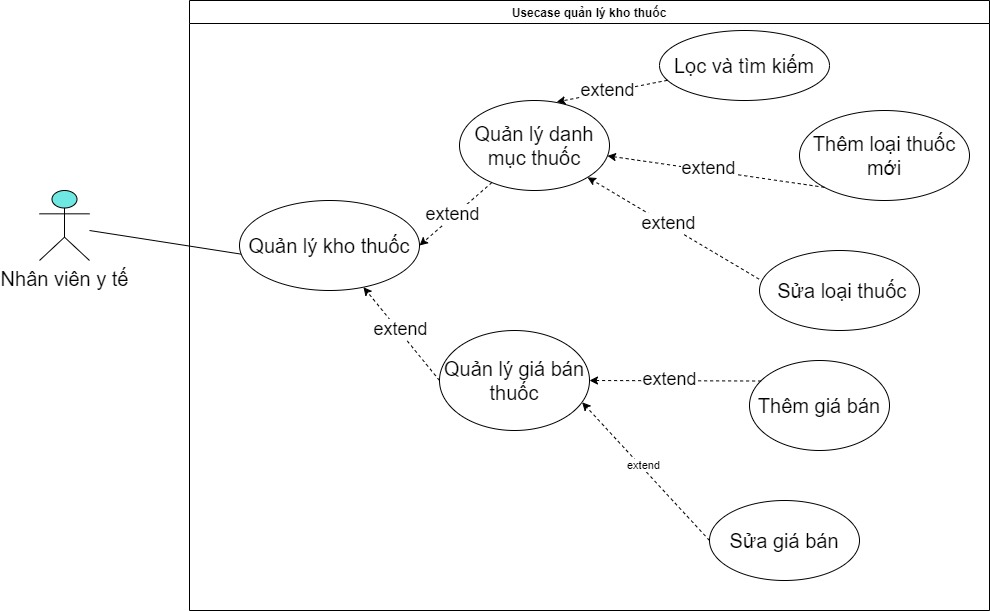 Usecase quản lý kho thuốc
Lọc và tìm kiếm
extend
Quản lý danh
mục thuốc
Thêm loại thuốc
mới
extend
extend
extend
Quản lý kho thuốc
Nhân viên y tế
Sửa loại thuốc
extend
Quản lý giá bán
thuốc
extend
Thêm giá bán
extend
Sửa giá bán